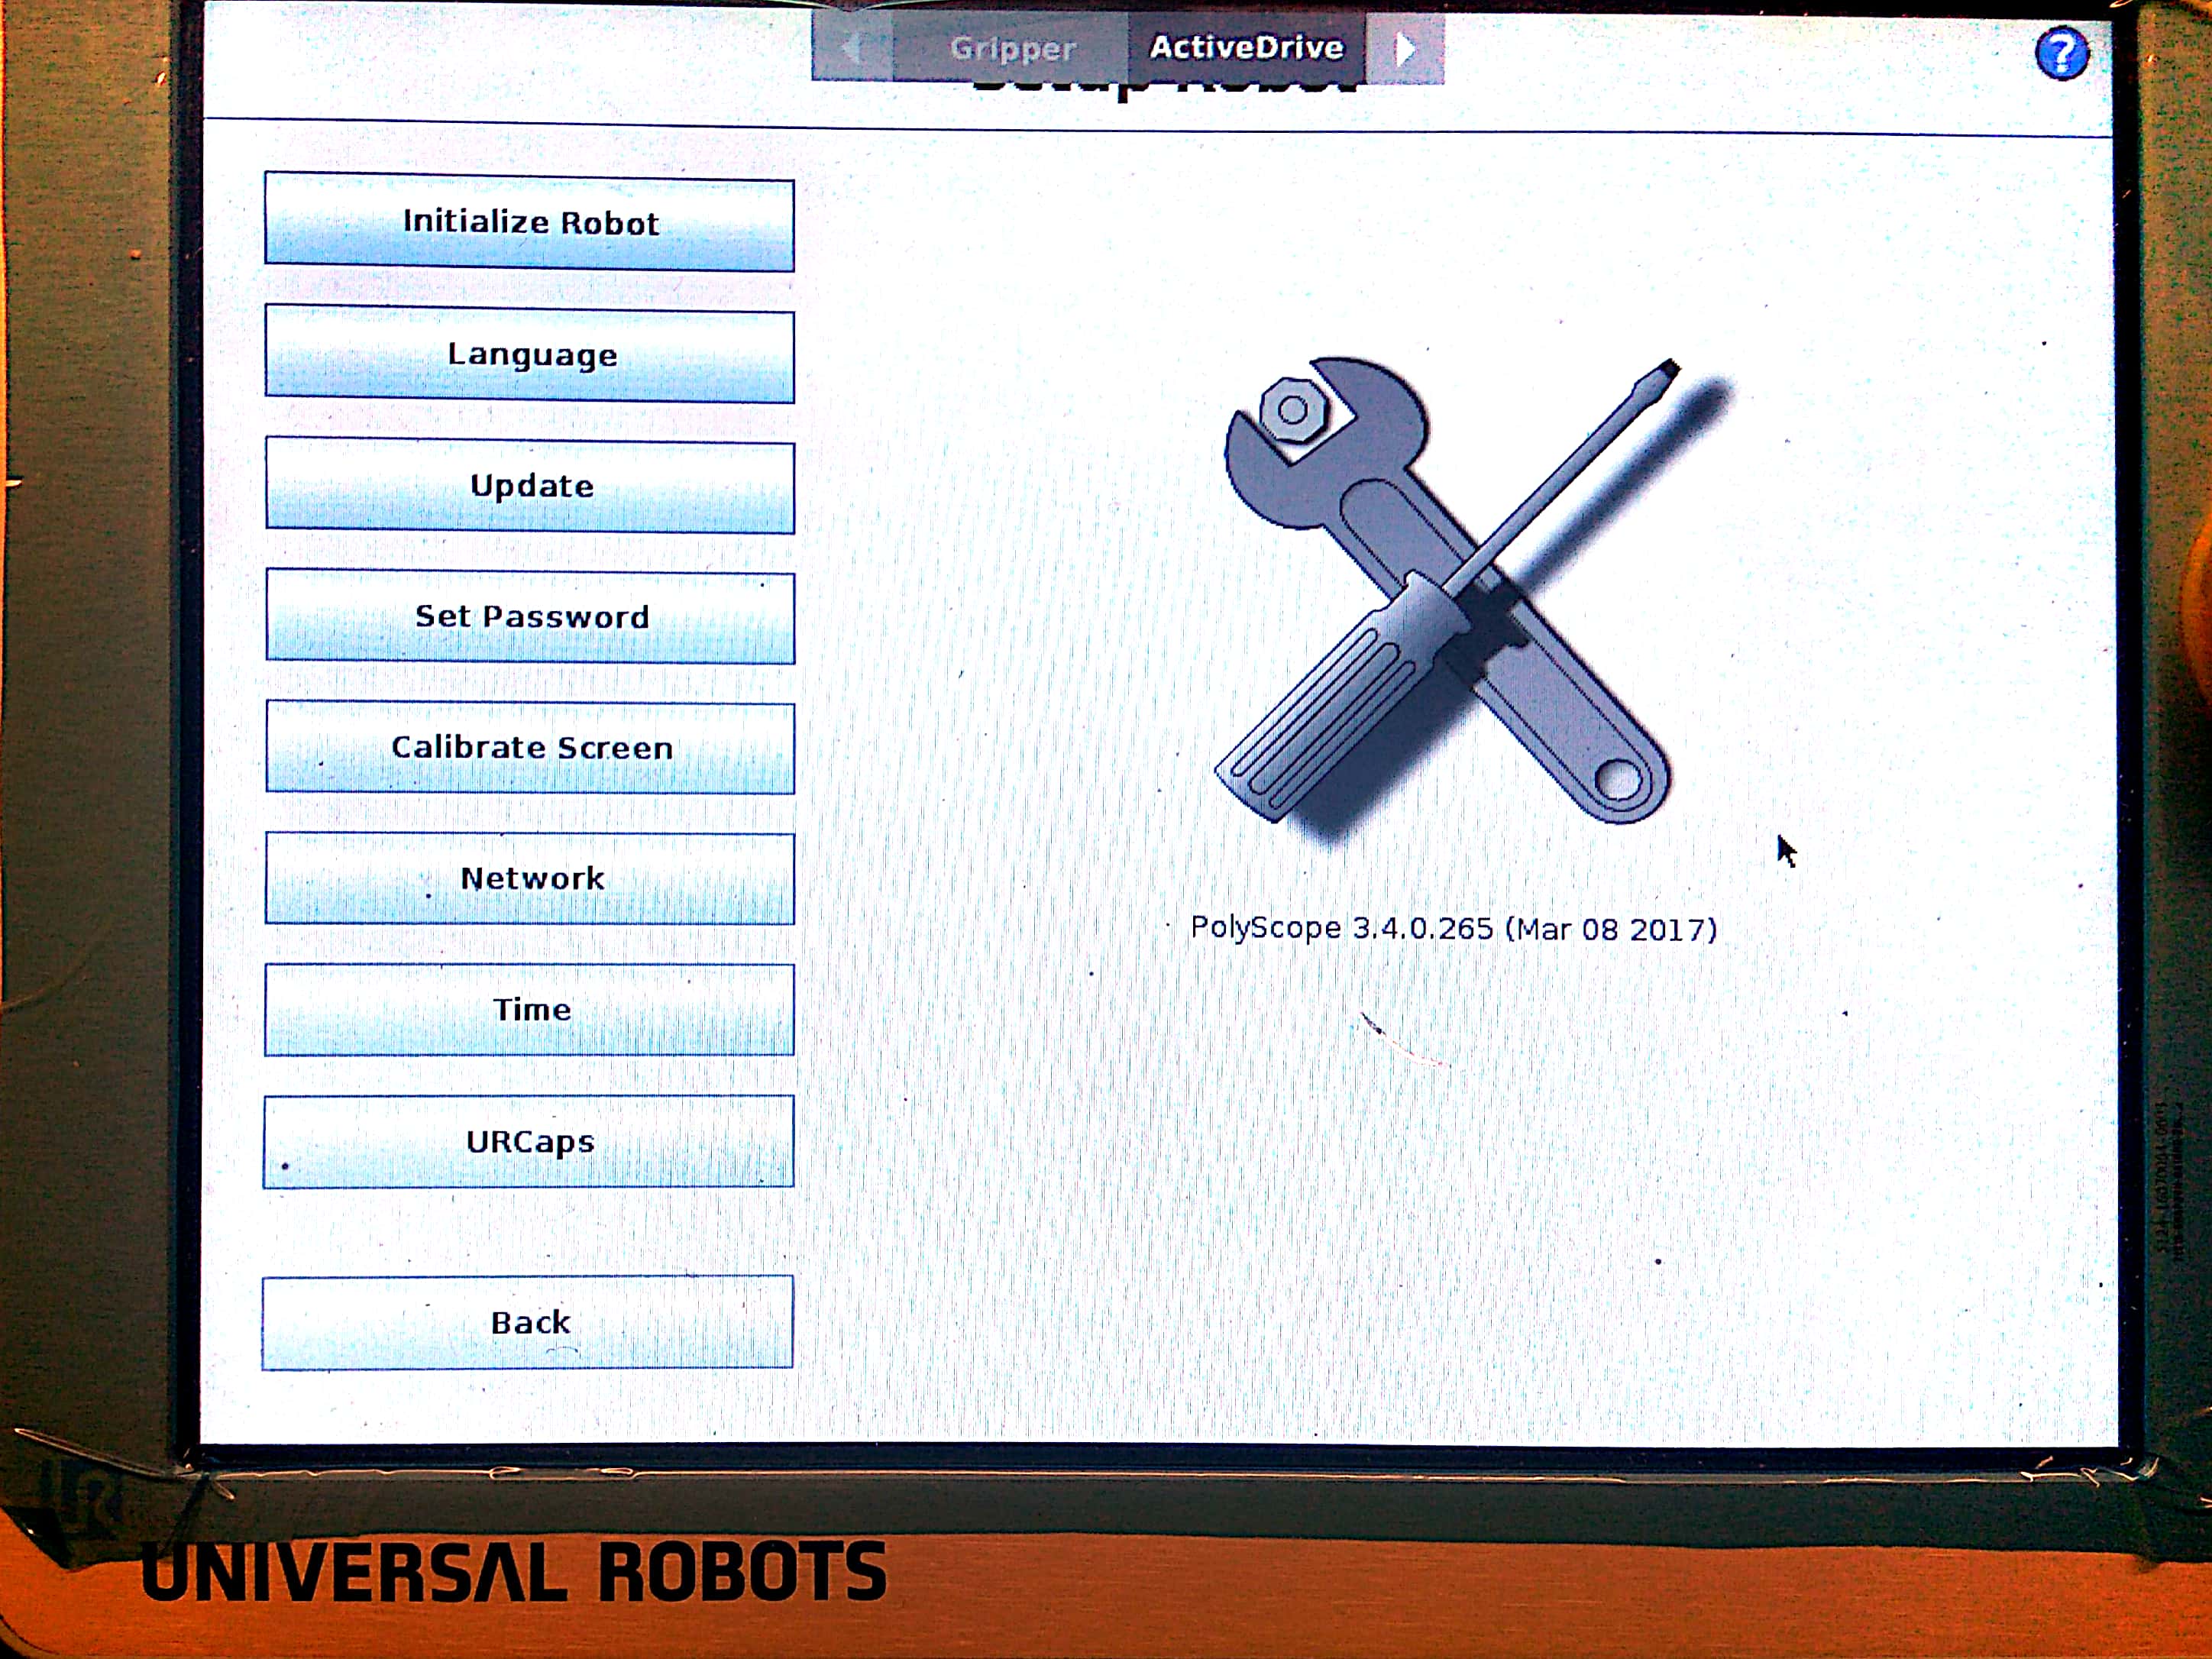 Gripper ActiveDrive
?
Initialize Robot
Language
Update
Set Password
Calibrate Screen
Network
Time
URCaps
Back
PolyScope 3.4.0.265 (Mar 08 2017)
UNIVERSAL ROBOTS